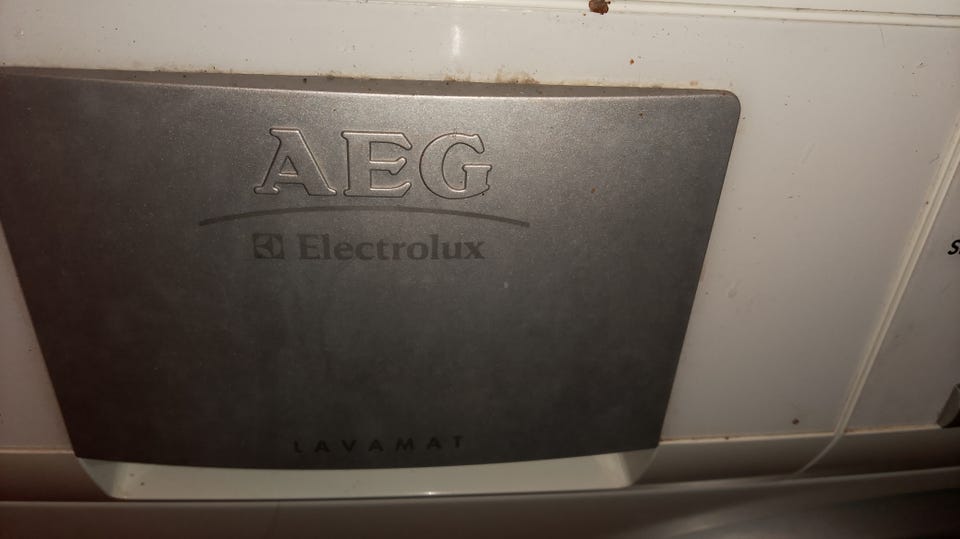 AEG
Electrolux
LAVAMAT